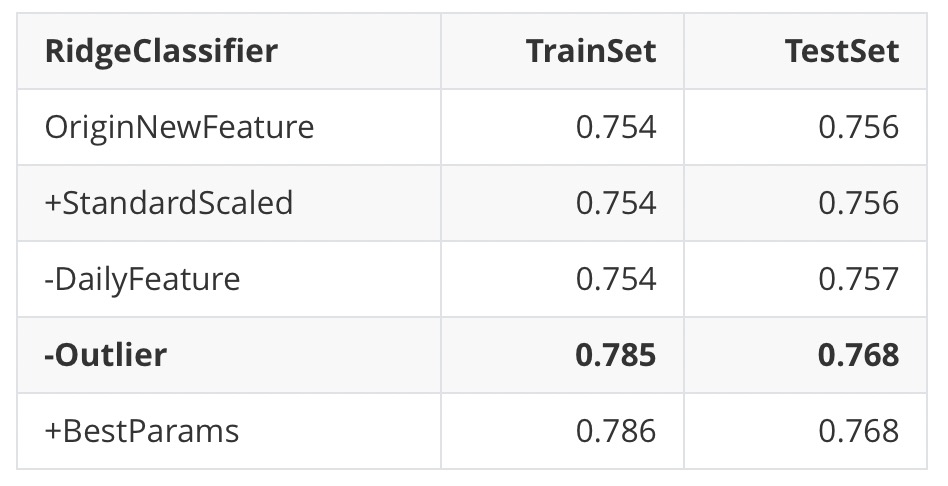 RidgeClassifier TrainSet TestSet
OriginNewFeature 0.754 0.756
+StandardScaled 0.754 0.756
-DailyFeature 0.754 0.757
-Outlier 0.785 0.768
+BestParams 0.786 0.768